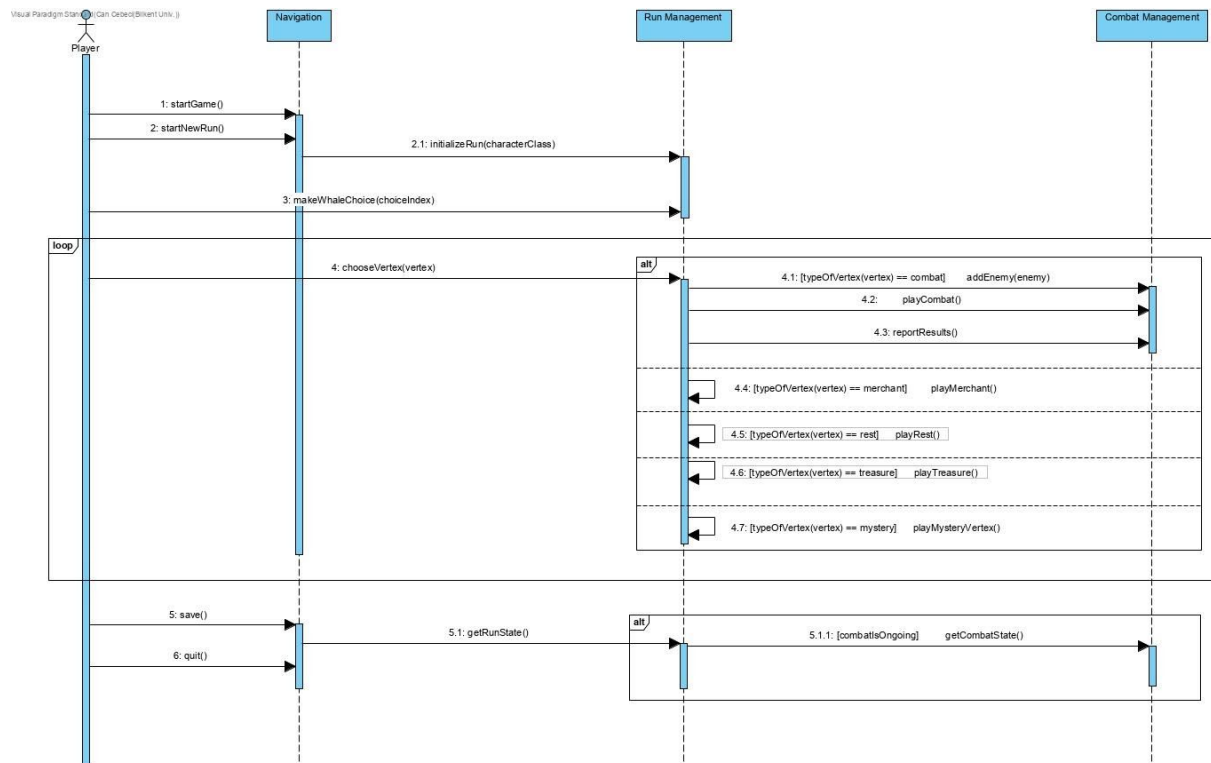 Visual Paradigm Standard(Can Cebeci(Bilkent Univ.))
Player
Navigation
Run Management
Combat Management
1: startGame()
2: startNewRun()
2.1: initializeRun(characterClass)
3: makeWhaleChoice(choiceIndex)
loop
4: chooseVertex(vertex)
alt
4.1: [typeOfVertex(vertex) == combat] addEnemy(enemy)
4.2: playCombat()
4.3: reportResults()
4.4: [typeOfVertex(vertex) == merchant] playMerchant()
4.5: [typeOfVertex(vertex) == rest] playRest()
4.6: [typeOfVertex(vertex) == treasure] playTreasure()
4.7: [typeOfVertex(vertex) == mystery] playMysteryVertex()
5: save()
5.1: getRunState()
alt
5.1.1: [combatIsOngoing] getCombatState()
6: quit()